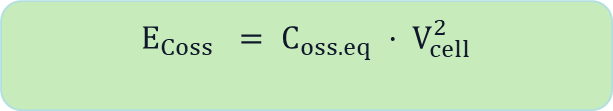 E_Coss = C_oss.eq · V_cell^2